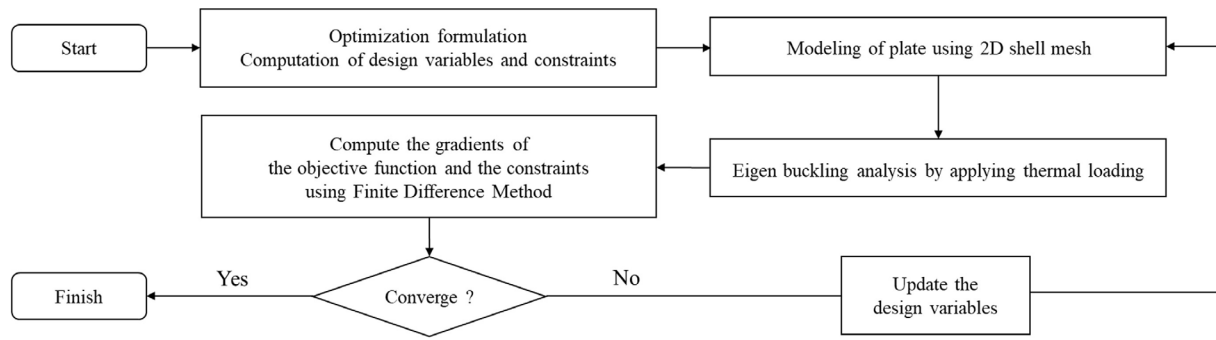 Start
Optimization formulation
Computation of design variables and constraints
Modeling of plate using 2D shell mesh
Eigen buckling analysis by applying thermal loading
Compute the gradients of
the objective function and the constraints
using Finite Difference Method
Converge ?
Yes
Finish
No
Update the
design variables